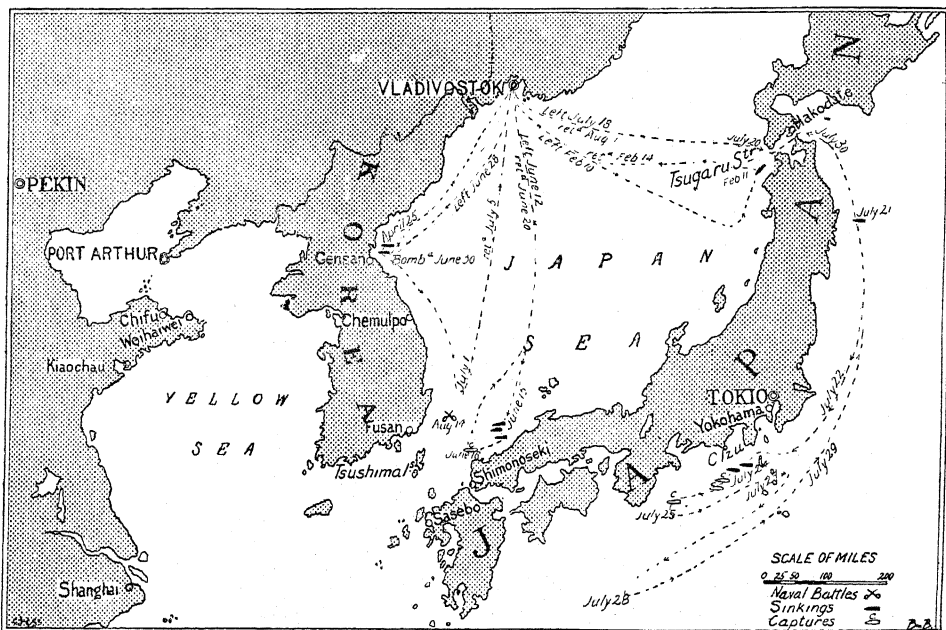 VLADIVOSTOK
Hakodate
Left July 18
ret.d Aug
July 20
July 30
ret.d Feb 14
Left Feb 10
Tsugaru Str.
Feb 11
PEKIN
Left June 28
Left June 12
ret.d June 20
April 25
ret.d July 5
July 21
PORT ARTHUR
Gensano
Bomb.d June 30
JAPAN
SEA
KOREA
Chifu
Weihaiwei
Chemulpo
Kiaochau
YELLOW
SEA
July 1
July 22
TOKIO
Yokohama
June 15
Aug 14
Fusan
C Izu
Tsushima I
Shimonoseki
July 24
July 29
July 25
Sasebo
JAPAN
Shanghai
July 28
SCALE OF MILES
0 25 50 100 200
Naval Battles
Sinkings
Captures
B-B.